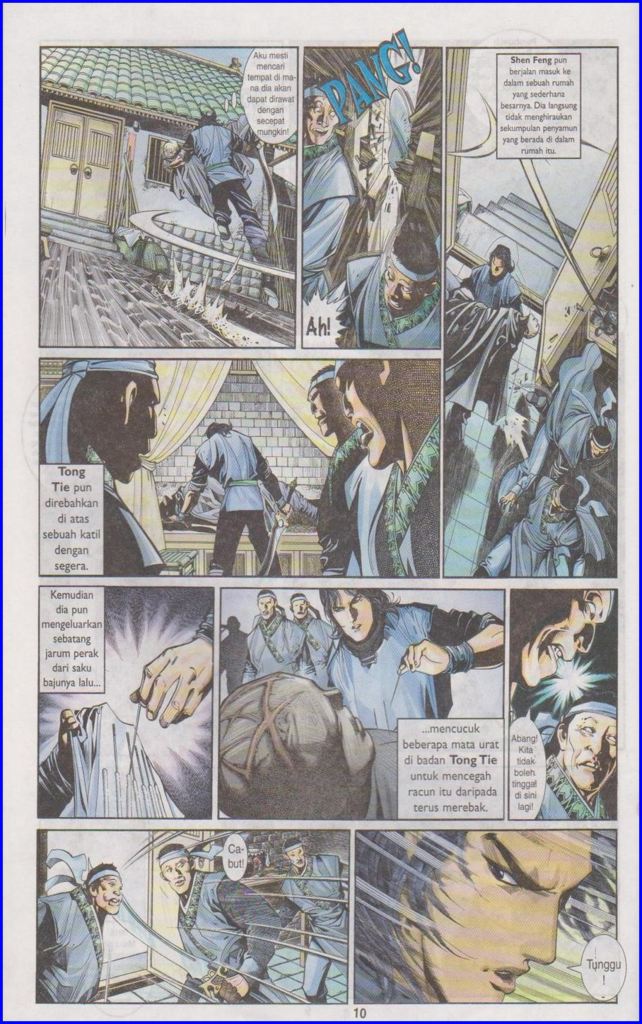 Aku mesti
mencari
tempat di ma-
na dia akan
dapat dirawat
dengan
secepat
mungkin!
PANG!
Ah!
Shen Feng pun
berjalan masuk ke
dalam sebuah rumah
yang sederhana
besarnya. Dia langsung
tidak menghiraukan
sekumpulan penyamun
yang berada di dalam
rumah itu.
Tong
Tie pun
direbahkan
di atas
sebuah katil
dengan
segera.
Kemudian
dia pun
mengeluarkan
sebatang
jarum perak
dari saku
bajunya lalu...
...mencucuk
beberapa mata urat
di badan Tong Tie
untuk mencegah
racun itu daripada
terus merebak.
Abang!
Kita
tidak
boleh
tinggal
di sini
lagi!
Ca-
but!
Tunggu
!
10